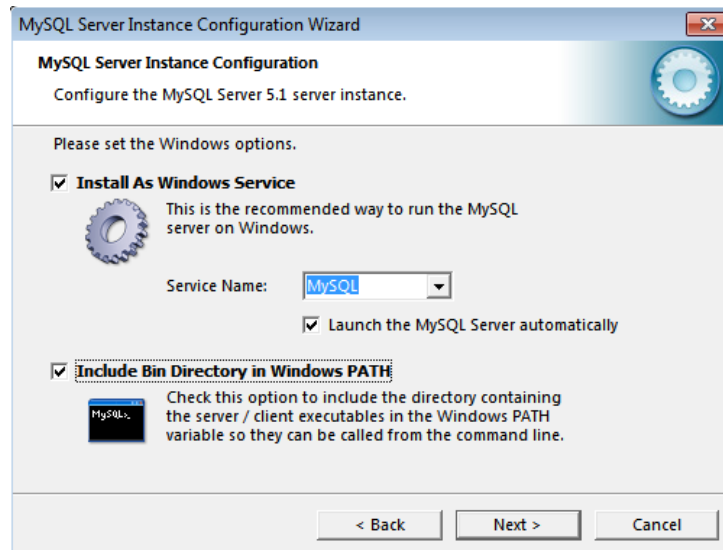 MySQL Server Instance Configuration Wizard
MySQL Server Instance Configuration
Configure the MySQL Server 5.1 server instance.
Please set the Windows options.
Install As Windows Service
This is the recommended way to run the MySQL
server on Windows.
Service Name: MySQL
Launch the MySQL Server automatically
Include Bin Directory in Windows PATH
MySQL>_
Check this option to include the directory containing
the server / client executables in the Windows PATH
variable so they can be called from the command line.
< Back Next > Cancel